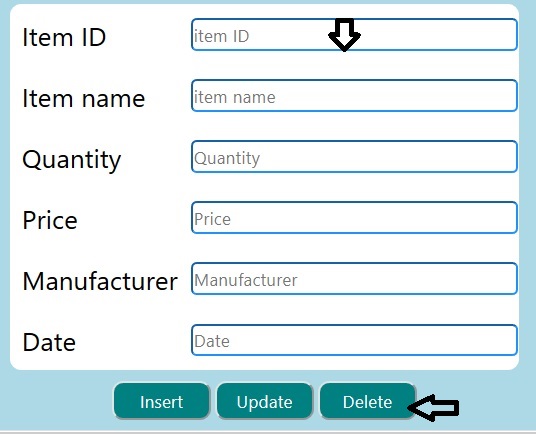 Item ID item ID
Item name item name
Quantity Quantity
Price Price
Manufacturer Manufacturer
Date Date
Insert Update Delete